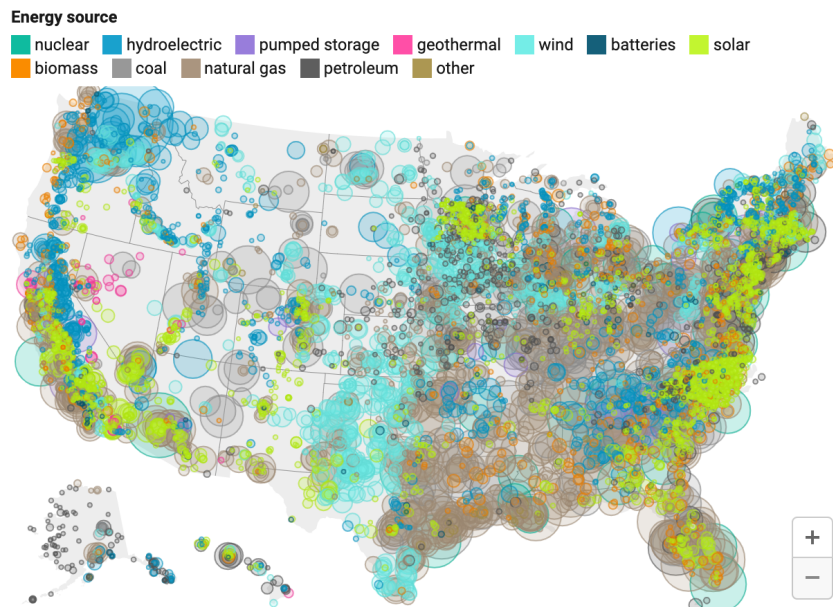 Energy source
nuclear hydroelectric pumped storage geothermal wind batteries solar
biomass coal natural gas petroleum other
+
−